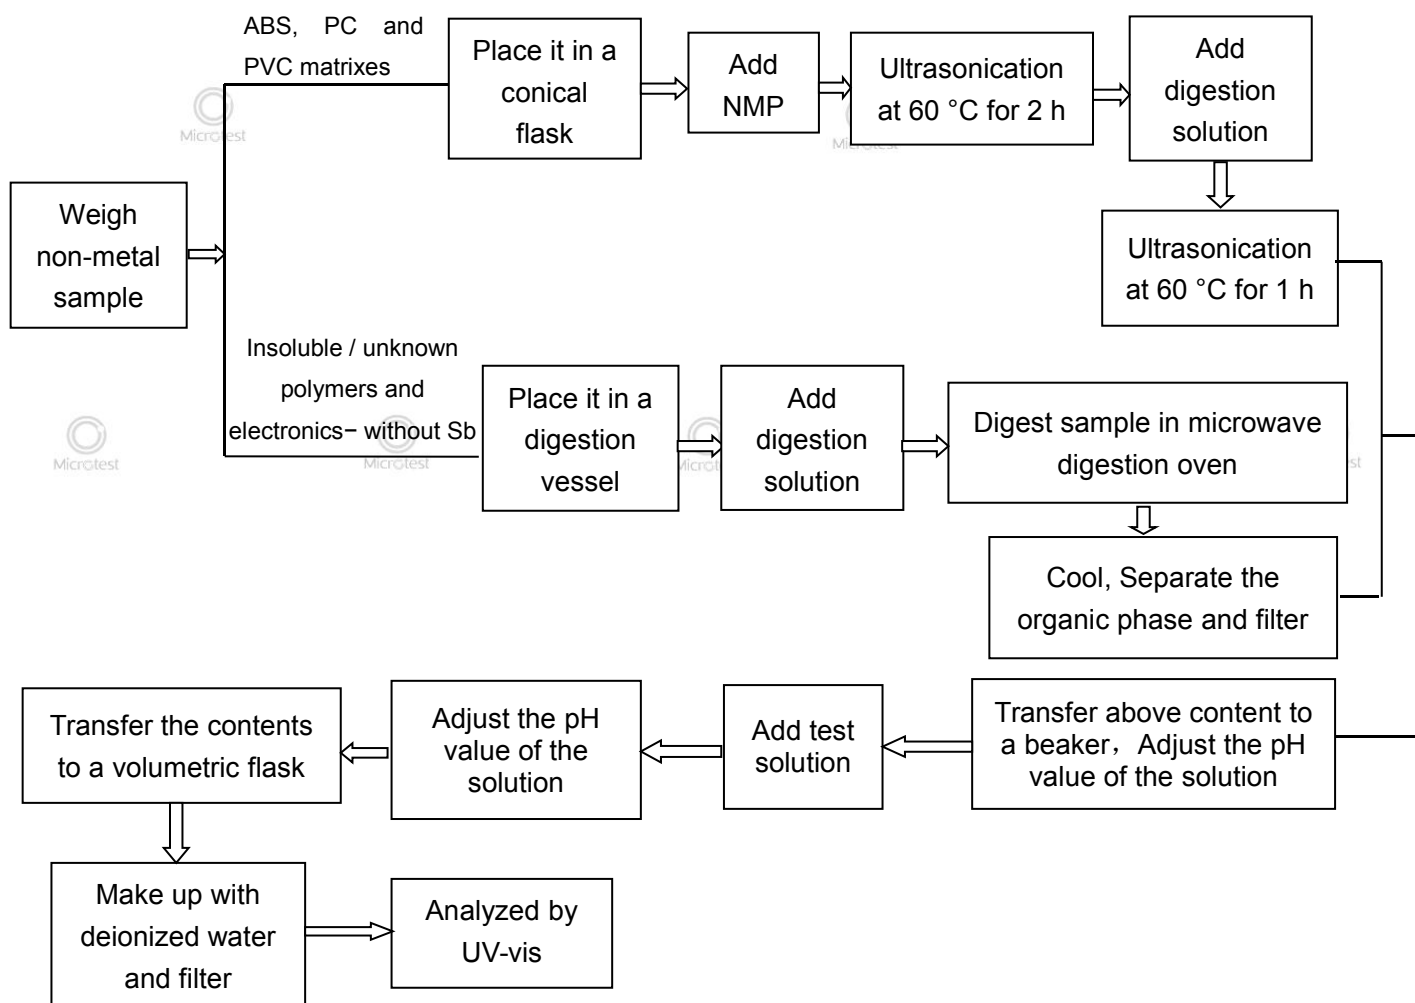 ABS, PC and
PVC matrixes
Place it in a
conical
flask
Add
NMP
Ultrasonication
at 60 °C for 2 h
Add
digestion
solution
Microtest
Microtest
Weigh
non-metal
sample
Ultrasonication
at 60 °C for 1 h
Insoluble / unknown
polymers and
electronics− without Sb
Place it in a
digestion
vessel
Add
digestion
solution
Digest sample in microwave
digestion oven
Microtest
Microtest
Microtest
Cool, Separate the
organic phase and filter
Transfer above content to
a beaker，Adjust the pH
value of the solution
Add test
solution
Adjust the pH
value of the
solution
Transfer the contents
to a volumetric flask
Make up with
deionized water
and filter
Analyzed by
UV-vis